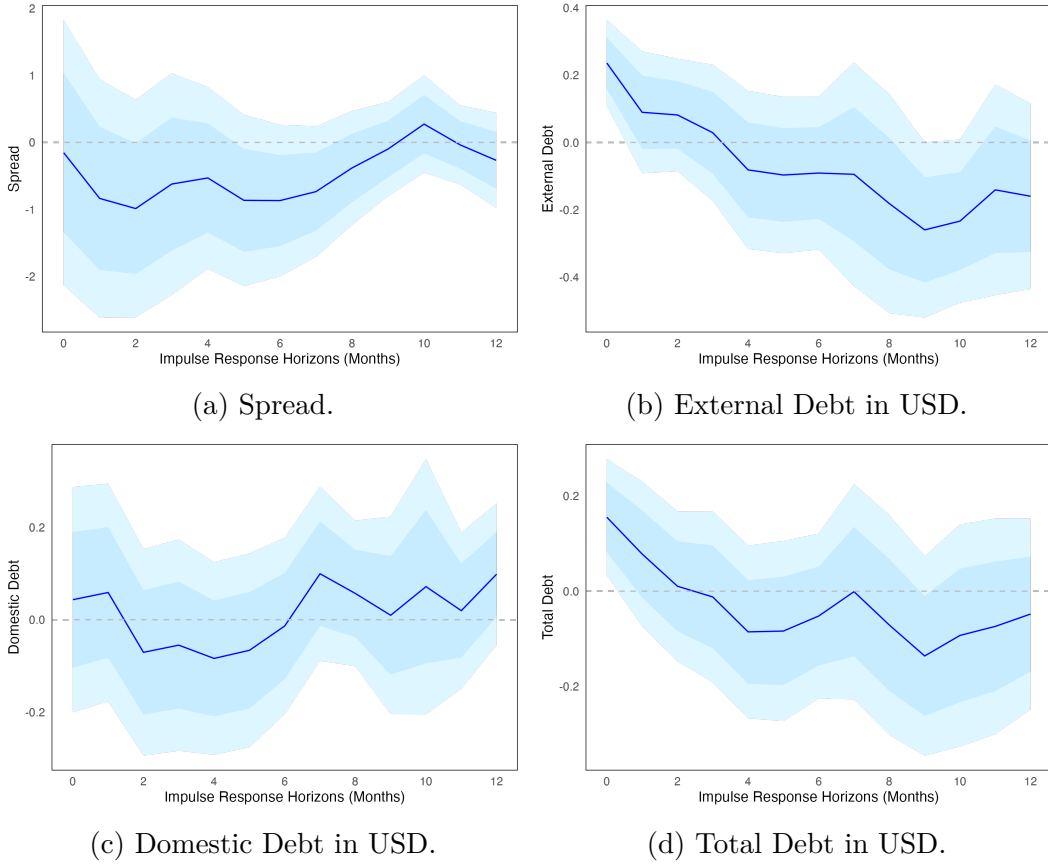 2
1
0
-1
-2
Spread
0 2 4 6 8 10 12
Impulse Response Horizons (Months)
(a) Spread.
0.4
0.2
0.0
-0.2
-0.4
External Debt
0 2 4 6 8 10 12
Impulse Response Horizons (Months)
(b) External Debt in USD.
0.2
0.0
-0.2
Domestic Debt
0 2 4 6 8 10 12
Impulse Response Horizons (Months)
(c) Domestic Debt in USD.
0.2
0.0
-0.2
Total Debt
0 2 4 6 8 10 12
Impulse Response Horizons (Months)
(d) Total Debt in USD.